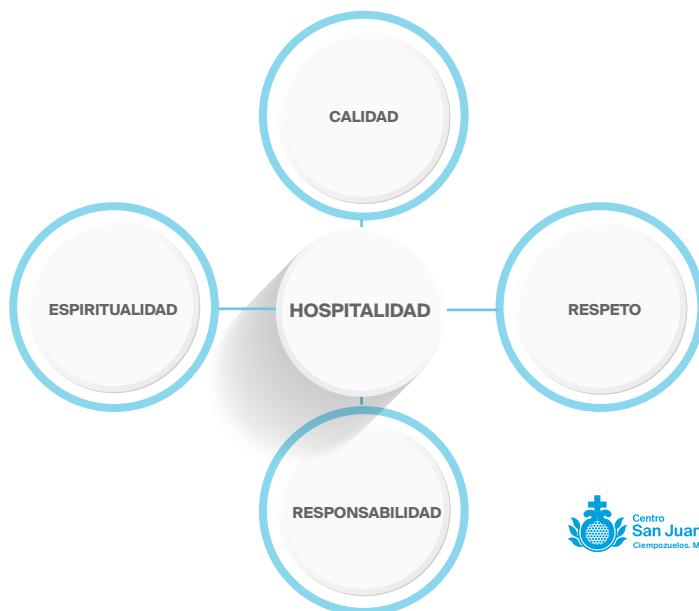 CALIDAD
ESPIRITUALIDAD
HOSPITALIDAD
RESPETO
RESPONSABILIDAD
Centro
San Juan
Ciempozuelos. M